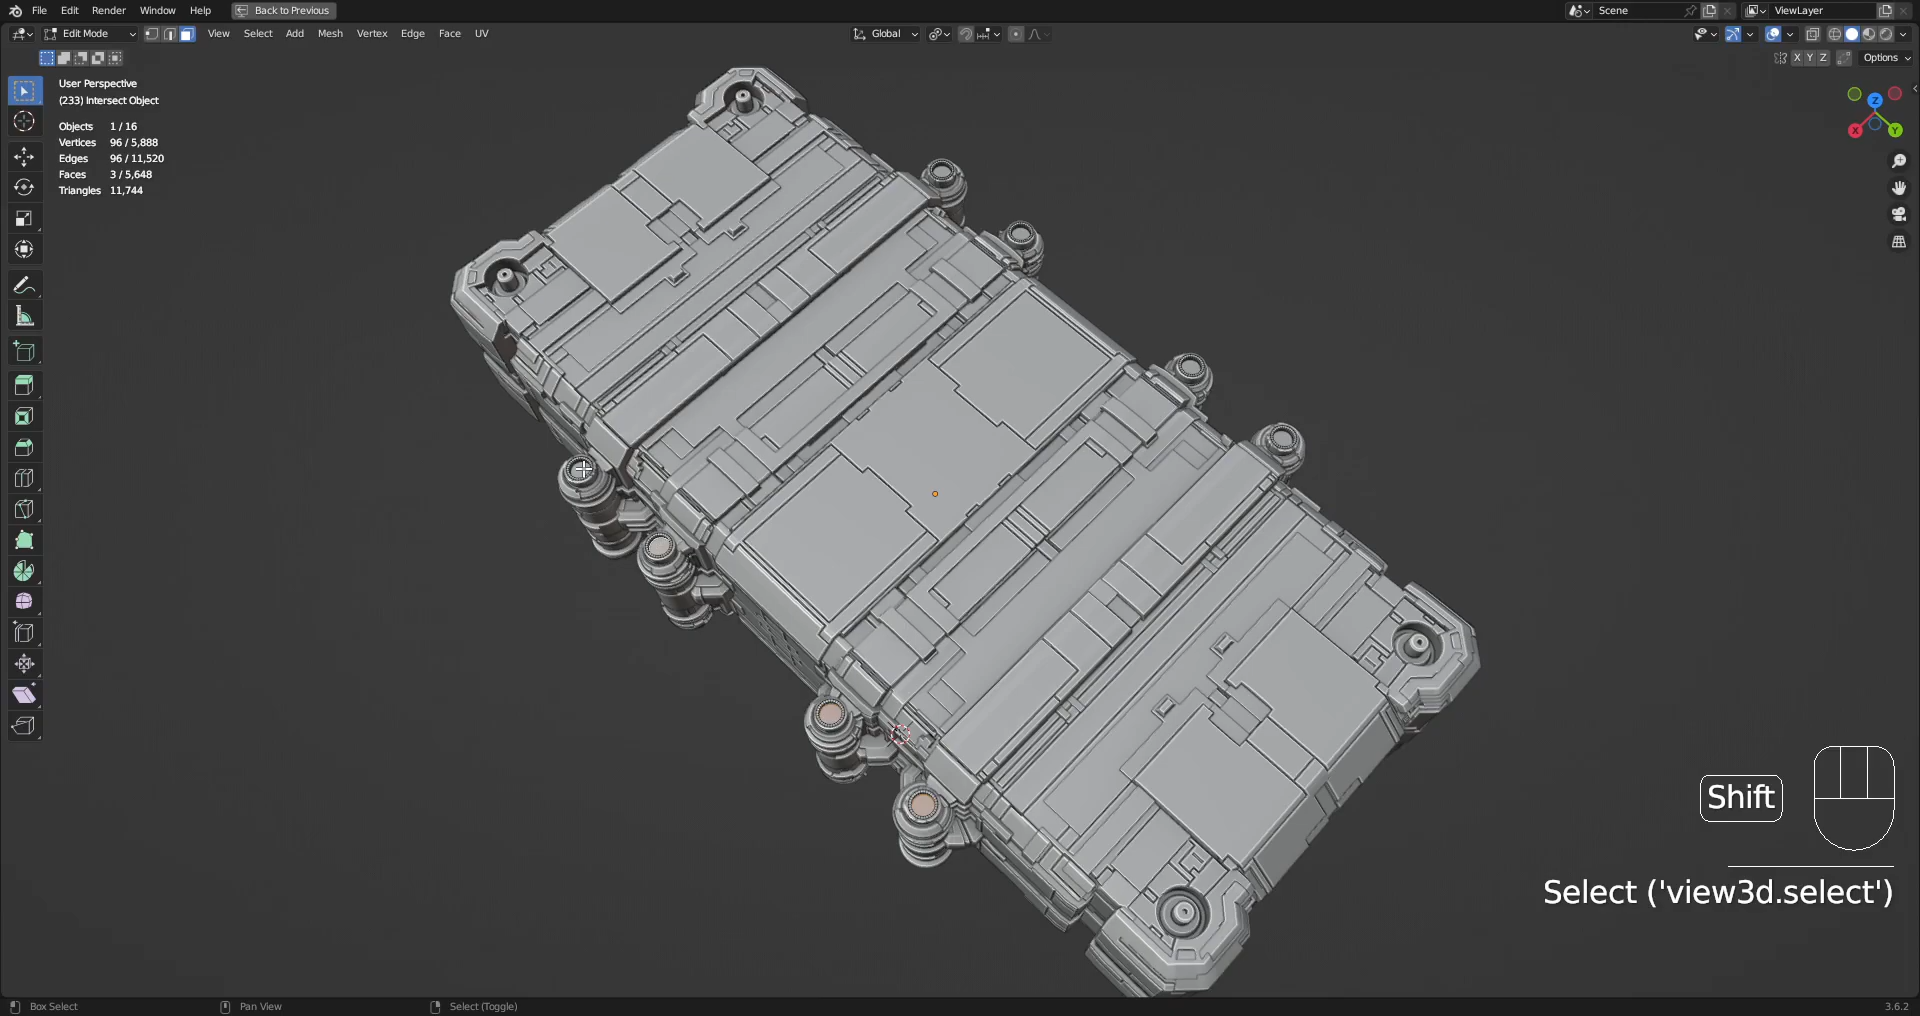 File Edit Render Window Help Back to Previous Scene ViewLayer
Edit Mode View Select Add Mesh Vertex Edge Face UV Global
X Y Z Options
User Perspective
(233) Intersect Object
Objects 1 / 16
Vertices 96 / 5,888
Edges 96 / 11,520
Faces 3 / 5,648
Triangles 11,744
Z
X Y
Shift
Select ('view3d.select')
Box Select Pan View Select (Toggle) 3.6.2